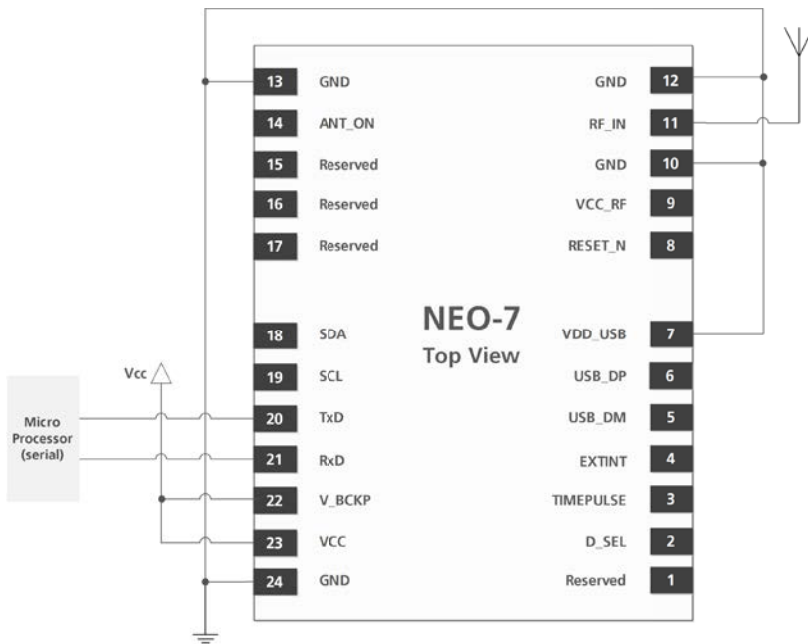 13 GND GND 12
14 ANT_ON RF_IN 11
15 Reserved GND 10
16 Reserved VCC_RF 9
17 Reserved RESET_N 8
NEO-7
Top View
18 SDA VDD_USB 7
Vcc
19 SCL USB_DP 6
Micro
Processor
(serial)
20 TxD USB_DM 5
21 RxD EXTINT 4
22 V_BCKP TIMEPULSE 3
23 VCC D_SEL 2
24 GND Reserved 1